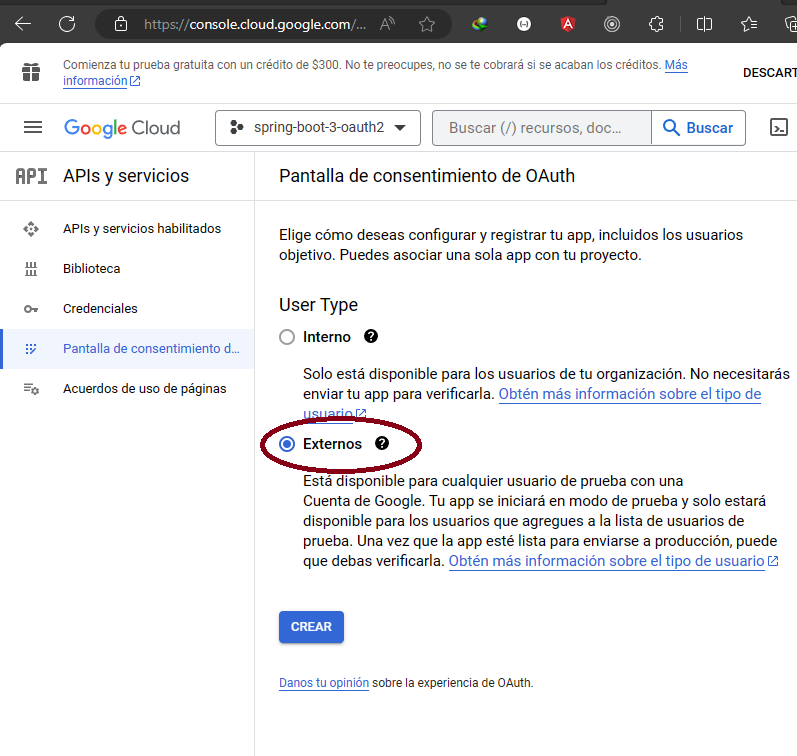 https://console.cloud.google.com/...
Comienza tu prueba gratuita con un crédito de $300. No te preocupes, no se te cobrará si se acaban los créditos. Más
información
DESCART
Google Cloud
spring-boot-3-oauth2
Buscar (/) recursos, doc...
Buscar
API APIs y servicios
Pantalla de consentimiento de OAuth
APIs y servicios habilitados
Biblioteca
Credenciales
Pantalla de consentimiento d...
Acuerdos de uso de páginas
Elige cómo deseas configurar y registrar tu app, incluidos los usuarios
objetivo. Puedes asociar una sola app con tu proyecto.
User Type
Interno
Solo está disponible para los usuarios de tu organización. No necesitarás
enviar tu app para verificarla. Obtén más información sobre el tipo de
usuario
Externos
Está disponible para cualquier usuario de prueba con una
Cuenta de Google. Tu app se iniciará en modo de prueba y solo estará
disponible para los usuarios que agregues a la lista de usuarios de
prueba. Una vez que la app esté lista para enviarse a producción, puede
que debas verificarla. Obtén más información sobre el tipo de usuario
CREAR
Danos tu opinión sobre la experiencia de OAuth.